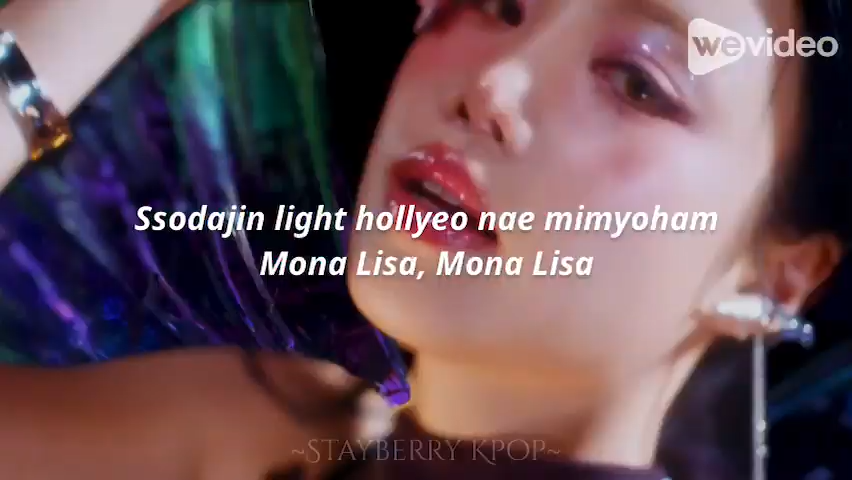 wevideo
Ssodajin light hollyeo nae mimyoham
Mona Lisa, Mona Lisa
~STAYBERRY KPOP~